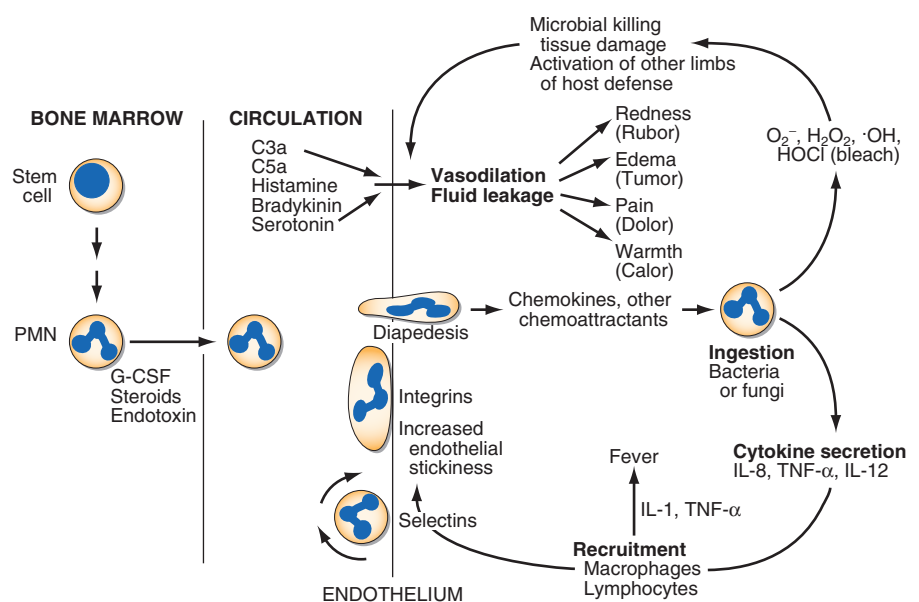 Microbial killing
tissue damage
Activation of other limbs
of host defense
BONE MARROW
CIRCULATION
Stem
cell
PMN
G-CSF
Steroids
Endotoxin
C3a
C5a
Histamine
Bradykinin
Serotonin
Vasodilation
Fluid leakage
Redness
(Rubor)
Edema
(Tumor)
Pain
(Dolor)
Warmth
(Calor)
O₂⁻, H₂O₂, ·OH,
HOCl (bleach)
Diapedesis
Chemokines, other
chemoattractants
Ingestion
Bacteria
or fungi
Integrins
Increased
endothelial
stickiness
Selectins
ENDOTHELIUM
Fever
IL-1, TNF-α
Recruitment
Macrophages
Lymphocytes
Cytokine secretion
IL-8, TNF-α, IL-12